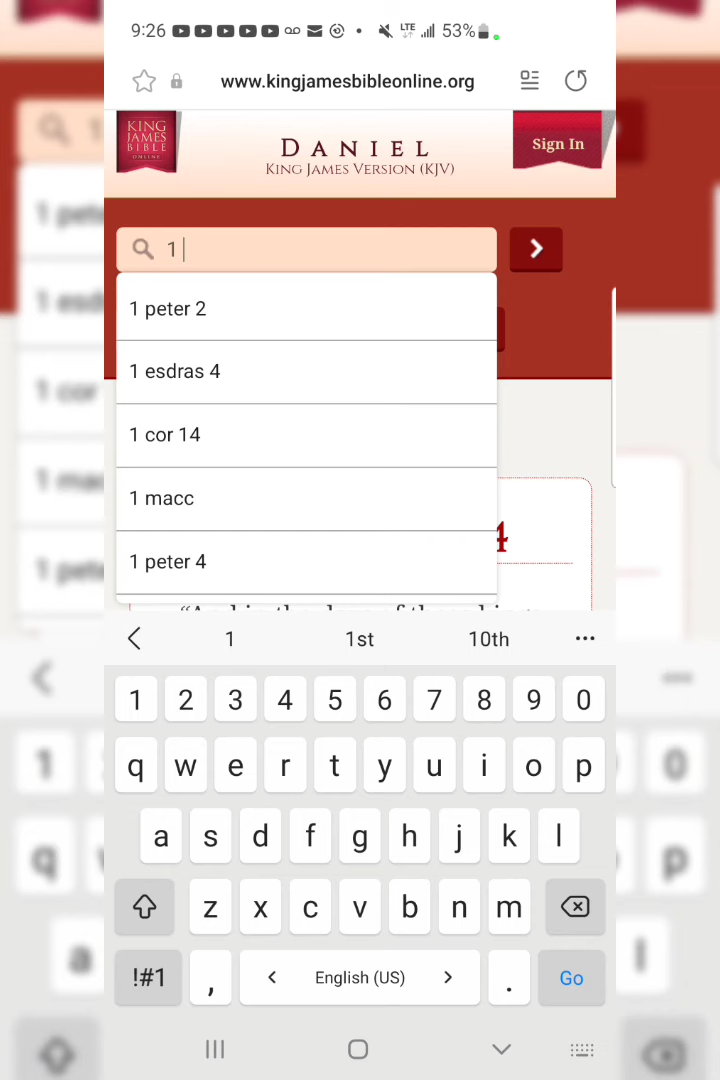 9:26 LTE 53%
www.kingjamesbibleonline.org
KING
JAMES
BIBLE
ONLINE
DANIEL
KING JAMES VERSION (KJV)
Sign In
1
1 peter 2
1 esdras 4
1 cor 14
1 macc
1 peter 4
4
1 1st 10th
1 2 3 4 5 6 7 8 9 0
q w e r t y u i o p
a s d f g h j k l
z x c v b n m
!#1 , < English (US) > . Go